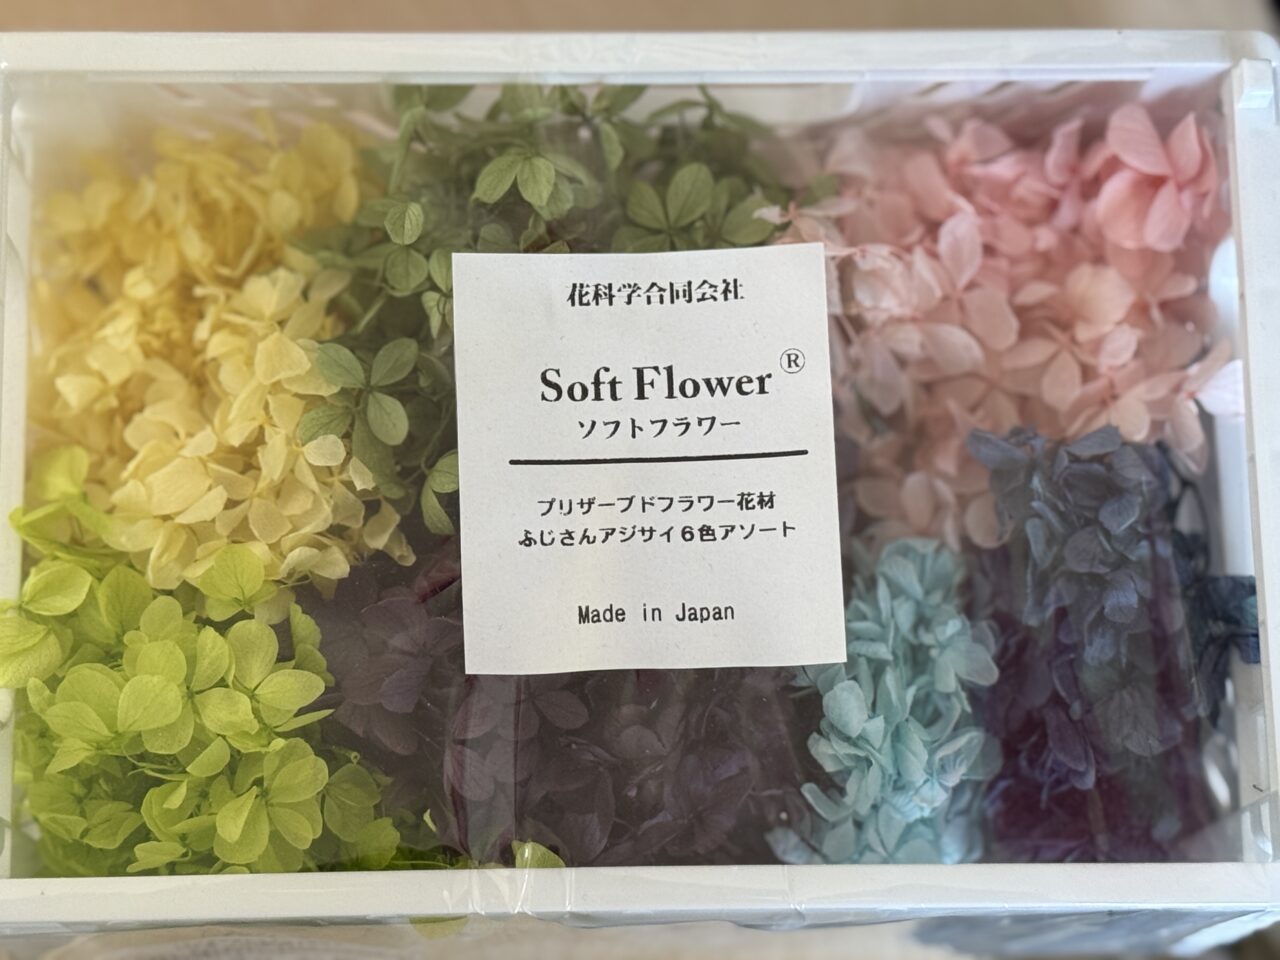 花科学合同会社
Soft Flower®
ソフトフラワー
プリザーブドフラワー花材
ふじさんアジサイ6色アソート
Made in Japan